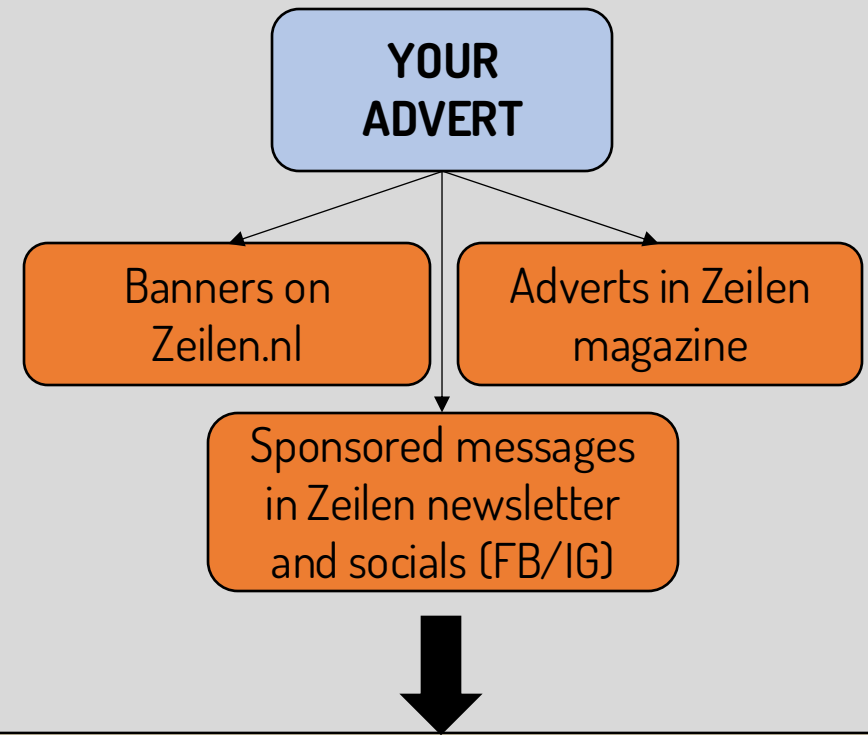 YOUR
ADVERT
Banners on
Zeilen.nl
Adverts in Zeilen
magazine
Sponsored messages
in Zeilen newsletter
and socials (FB/IG)